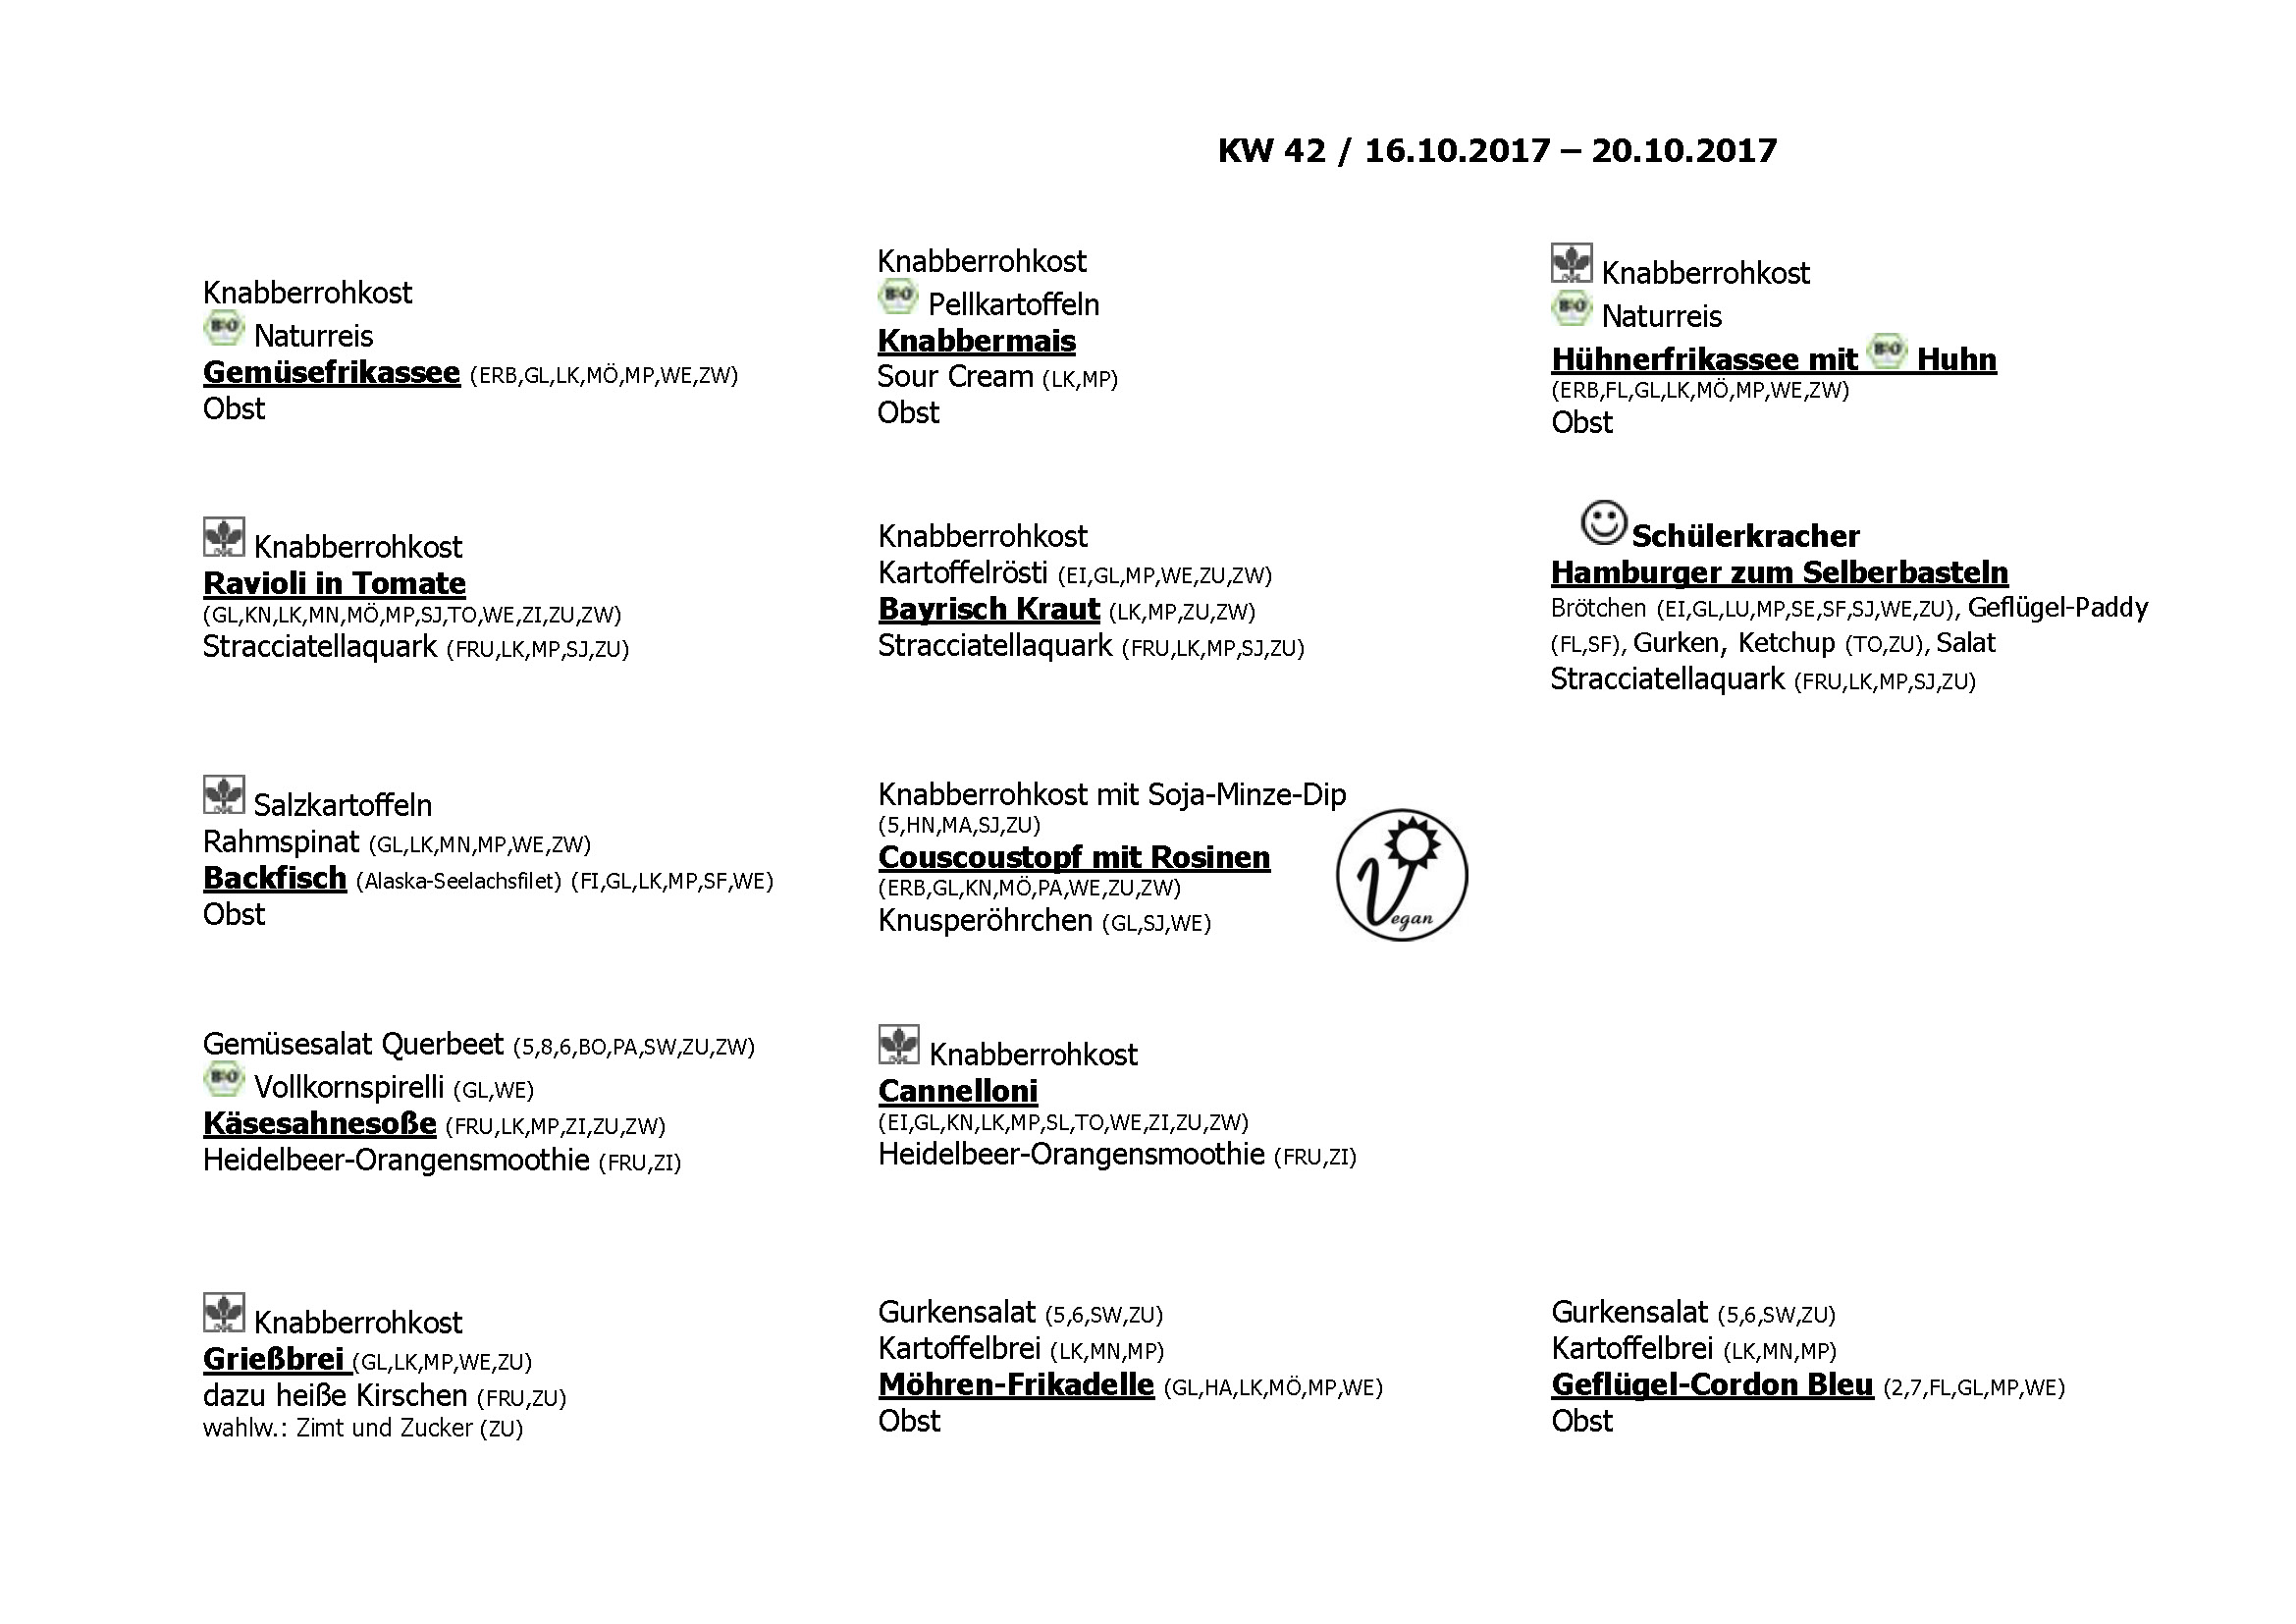 KW 42 / 16.10.2017 – 20.10.2017
Knabberrohkost
BIO Naturreis
Gemüsefrikassee (ERB,GL,LK,MÖ,MP,WE,ZW)
Obst
Knabberrohkost
BIO Pellkartoffeln
Knabbermais
Sour Cream (LK,MP)
Obst
Knabberrohkost
BIO Naturreis
Hühnerfrikassee mit BIO Huhn
(ERB,FL,GL,LK,MÖ,MP,WE,ZW)
Obst
Knabberrohkost
Ravioli in Tomate
(GL,KN,LK,MN,MÖ,MP,SJ,TO,WE,ZI,ZU,ZW)
Stracciatellaquark (FRU,LK,MP,SJ,ZU)
Knabberrohkost
Kartoffelrösti (EI,GL,MP,WE,ZU,ZW)
Bayrisch Kraut (LK,MP,ZU,ZW)
Stracciatellaquark (FRU,LK,MP,SJ,ZU)
Schülerkracher
Hamburger zum Selberbasteln
Brötchen (EI,GL,LU,MP,SE,SF,SJ,WE,ZU), Geflügel-Paddy
(FL,SF), Gurken, Ketchup (TO,ZU), Salat
Stracciatellaquark (FRU,LK,MP,SJ,ZU)
Salzkartoffeln
Rahmspinat (GL,LK,MN,MP,WE,ZW)
Backfisch (Alaska-Seelachsfilet) (FI,GL,LK,MP,SF,WE)
Obst
Knabberrohkost mit Soja-Minze-Dip
(5,HN,MA,SJ,ZU)
Couscoustopf mit Rosinen
(ERB,GL,KN,MÖ,PA,WE,ZU,ZW)
Knusperöhrchen (GL,SJ,WE)
Vegan
Gemüsesalat Querbeet (5,8,6,BO,PA,SW,ZU,ZW)
BIO Vollkornspirelli (GL,WE)
Käsesahnesoße (FRU,LK,MP,ZI,ZU,ZW)
Heidelbeer-Orangensmoothie (FRU,ZI)
Knabberrohkost
Cannelloni
(EI,GL,KN,LK,MP,SL,TO,WE,ZI,ZU,ZW)
Heidelbeer-Orangensmoothie (FRU,ZI)
Knabberrohkost
Grießbrei (GL,LK,MP,WE,ZU)
dazu heiße Kirschen (FRU,ZU)
wahlw.: Zimt und Zucker (ZU)
Gurkensalat (5,6,SW,ZU)
Kartoffelbrei (LK,MN,MP)
Möhren-Frikadelle (GL,HA,LK,MÖ,MP,WE)
Obst
Gurkensalat (5,6,SW,ZU)
Kartoffelbrei (LK,MN,MP)
Geflügel-Cordon Bleu (2,7,FL,GL,MP,WE)
Obst